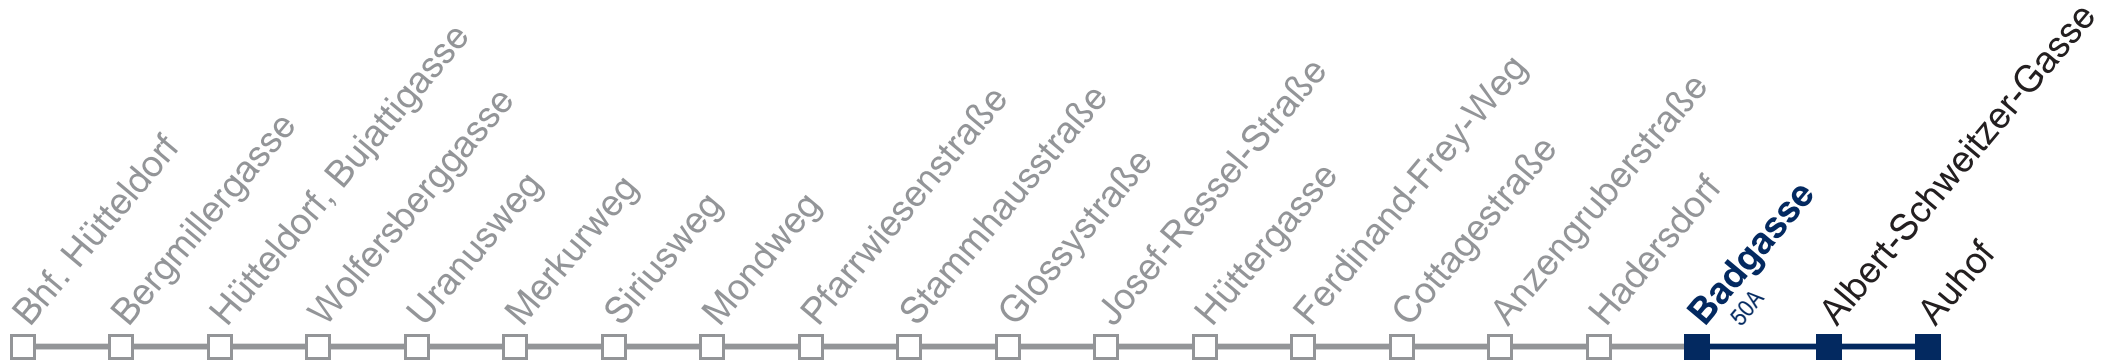 Bhf. Hütteldorf
Bergmillergasse
Hütteldorf, Bujattigasse
Wolfersberggasse
Uranusweg
Merkurweg
Siriusweg
Mondweg
Pfarrwiesenstraße
Stammhausstraße
Glossystraße
Josef-Ressel-Straße
Hüttergasse
Ferdinand-Frey-Weg
Cottagestraße
Anzengruberstraße
Hadersdorf
Badgasse
50A
Albert-Schweitzer-Gasse
Auhof